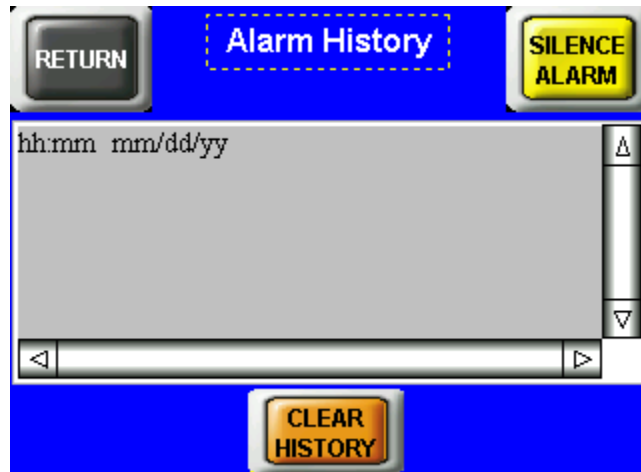 RETURN
Alarm History
SILENCE
ALARM
hh:mm mm/dd/yy
CLEAR
HISTORY